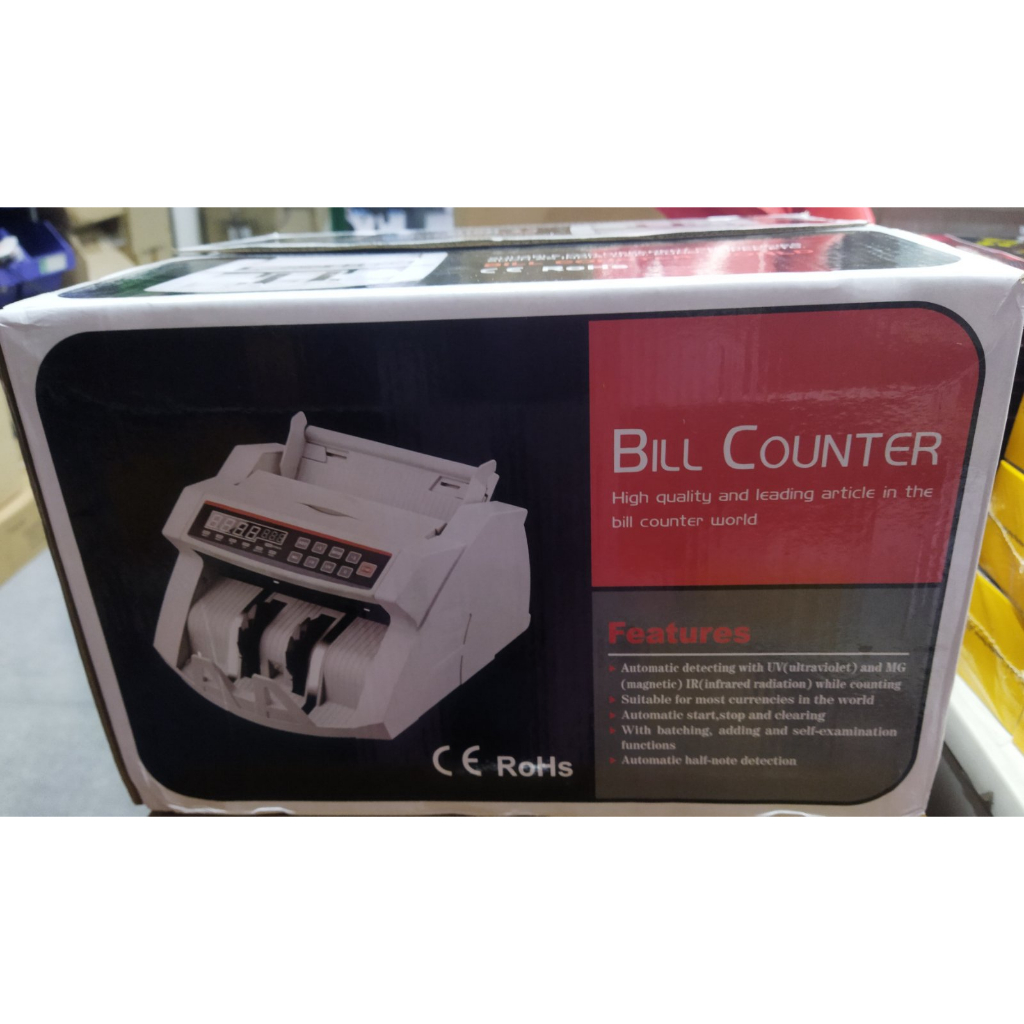 CE RoHs
BILL COUNTER
High quality and leading article in the
bill counter world
Features
Automatic detecting with UV(ultraviolet) and MG
(magnetic) IR(infrared radiation) while counting
Suitable for most currencies in the world
Automatic start,stop and clearing
With batching, adding and self-examination
functions
Automatic half-note detection
CE RoHs